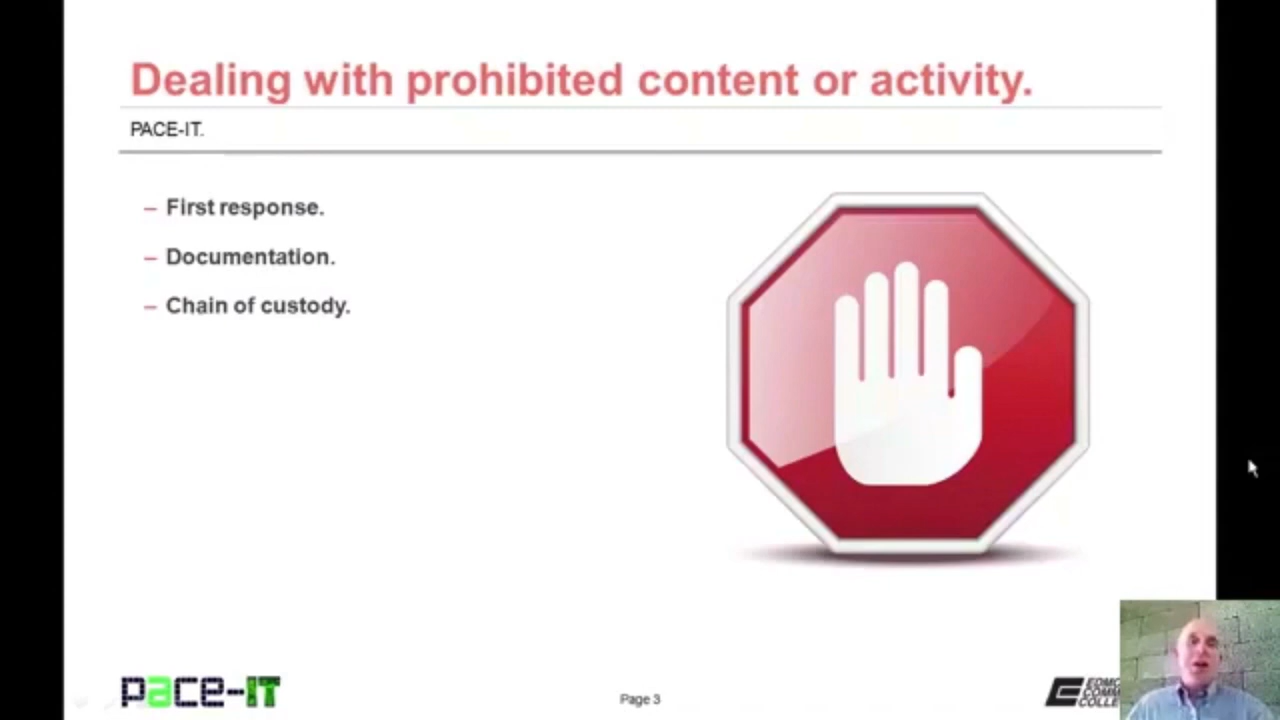 Dealing with prohibited content or activity.
PACE-IT.
– First response.
– Documentation.
– Chain of custody.
pace-IT
Page 3